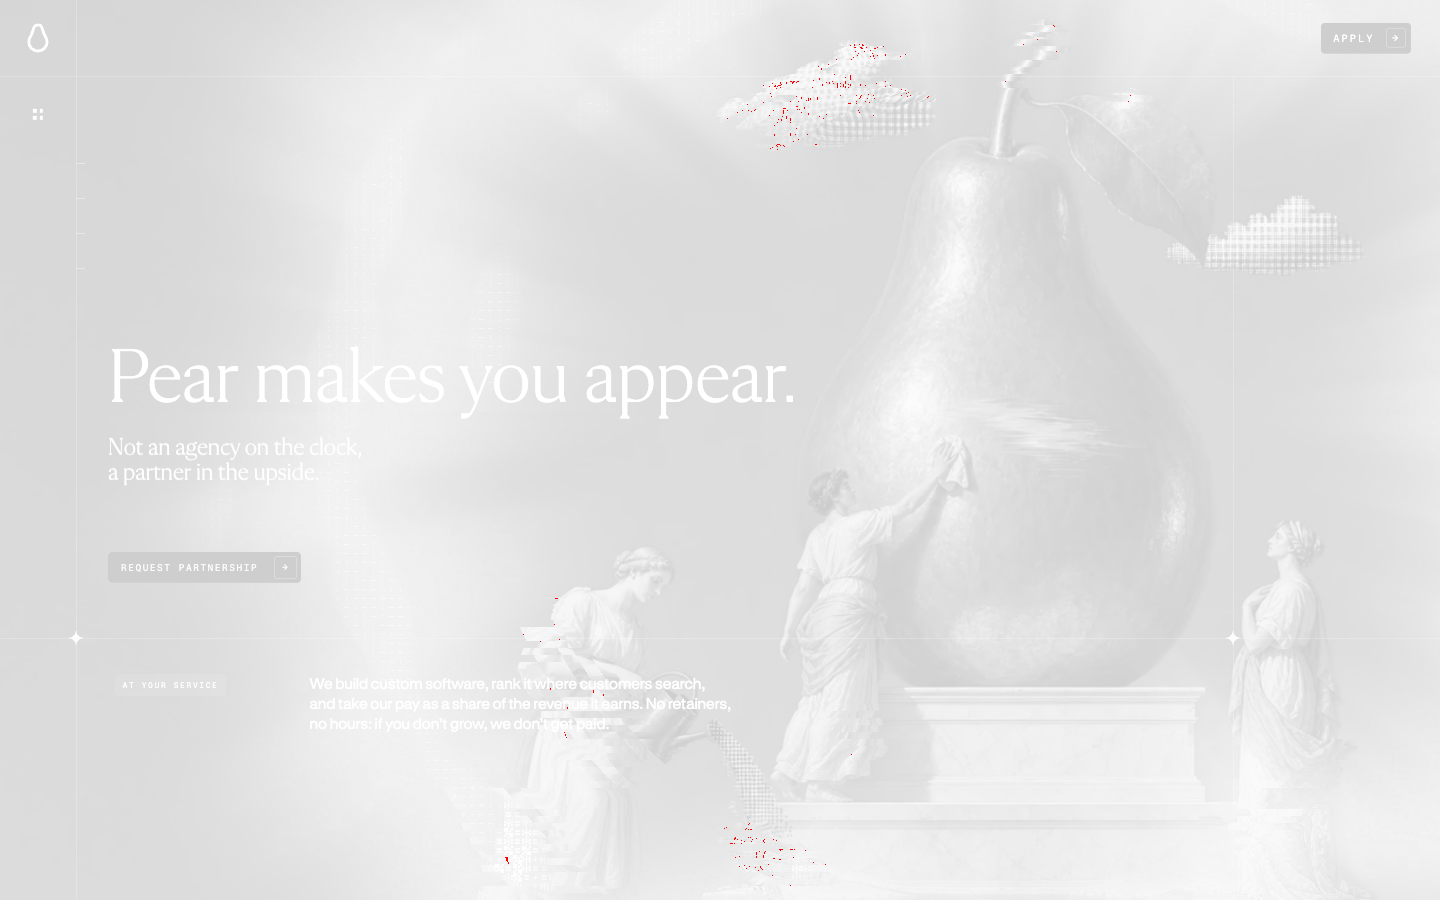 APPLY
Pear makes you appear.
Not an agency on the clock,
a partner in the upside.
REQUEST PARTNERSHIP
AT YOUR SERVICE
We build custom software, rank it where customers search,
and take our pay as a share of the revenue it earns. No retainers,
no hours: if you don't grow, we don't get paid.